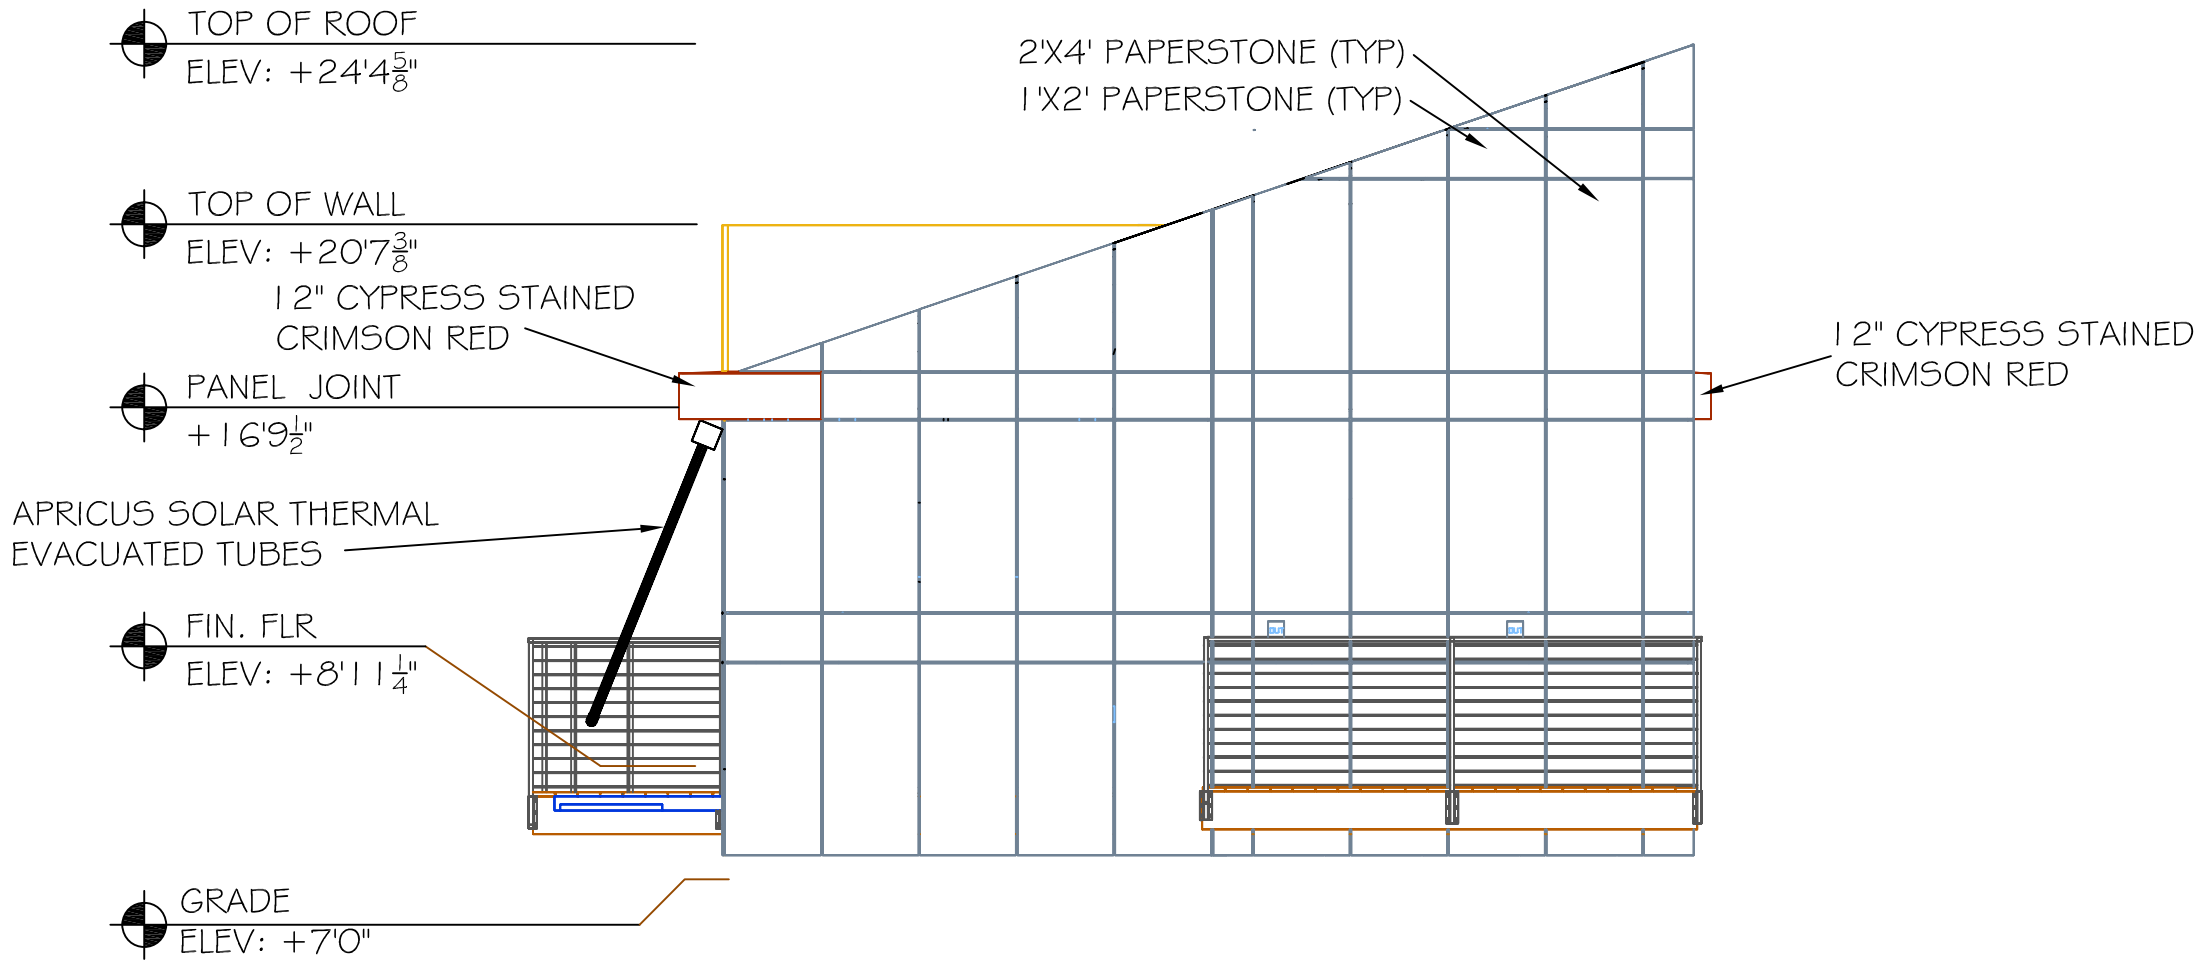 TOP OF ROOF
ELEV: +24'4 5/8"
2'X4' PAPERSTONE (TYP)
1'X2' PAPERSTONE (TYP)
TOP OF WALL
ELEV: +20'7 3/8"
12" CYPRESS STAINED
CRIMSON RED
12" CYPRESS STAINED
CRIMSON RED
PANEL JOINT
+16'9 1/2"
APRICUS SOLAR THERMAL
EVACUATED TUBES
FIN. FLR
ELEV: +8'11 1/4"
OUT
OUT
GRADE
ELEV: +7'0"